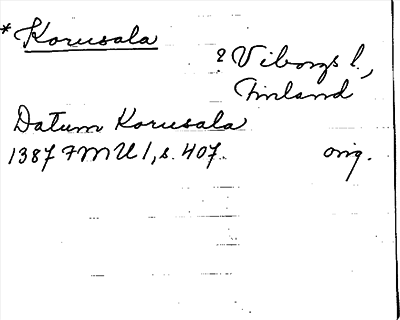 * Korusala
? Viborgs l.,
Finland
Datum Korusala
1387 FMU 1, s. 407. orig.